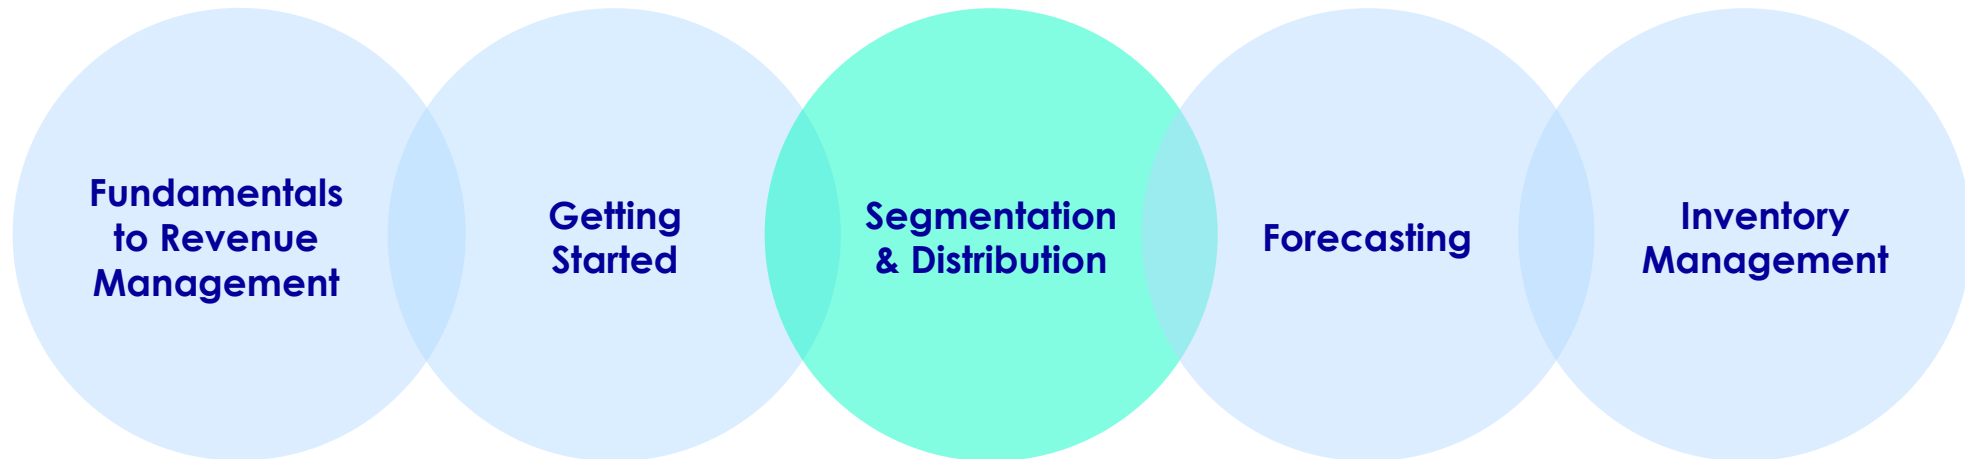 Fundamentals
to Revenue
Management
Getting
Started
Segmentation
& Distribution
Forecasting
Inventory
Management